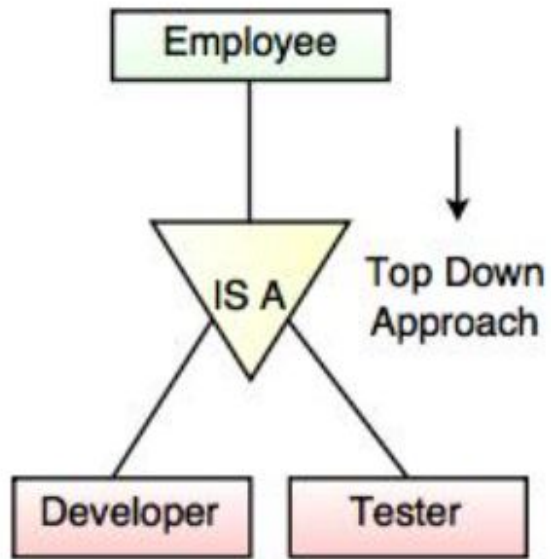 Employee
IS A
Top Down
Approach
Developer
Tester